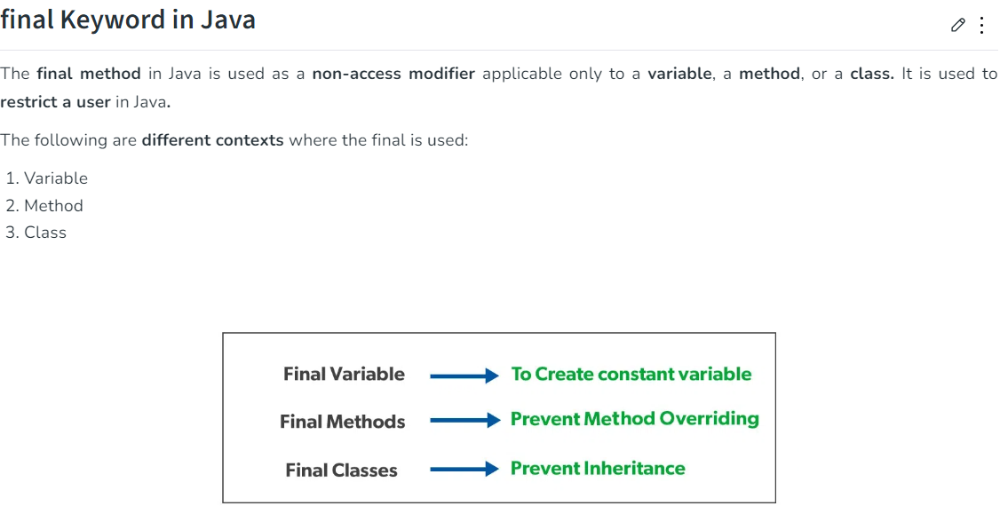 final Keyword in Java
The final method in Java is used as a non-access modifier applicable only to a variable, a method, or a class. It is used to
restrict a user in Java.
The following are different contexts where the final is used:
1. Variable
2. Method
3. Class
Final Variable To Create constant variable
Final Methods Prevent Method Overriding
Final Classes Prevent Inheritance